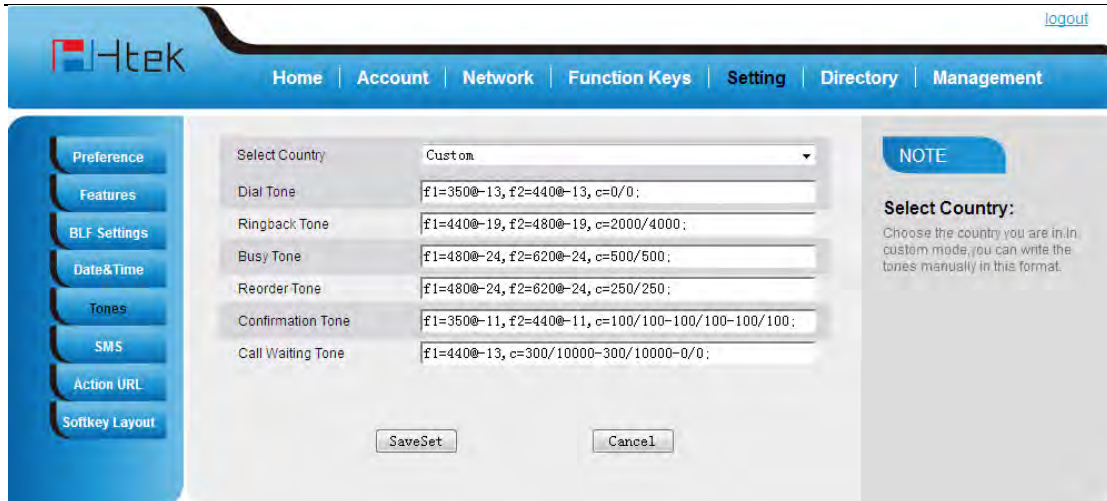 logout
Htek
Home Account Network Function Keys Setting Directory Management
Preference
Features
BLF Settings
Date&Time
Tones
SMS
Action URL
Softkey Layout
Select Country Custom
Dial Tone f1=350@-13,f2=440@-13,c=0/0;
Ringback Tone f1=440@-19,f2=480@-19,c=2000/4000;
Busy Tone f1=480@-24,f2=620@-24,c=500/500;
Reorder Tone f1=480@-24,f2=620@-24,c=250/250;
Confirmation Tone f1=350@-11,f2=440@-11,c=100/100-100/100-100/100;
Call Waiting Tone f1=440@-13,c=300/10000-300/10000-0/0;
SaveSet Cancel
NOTE
Select Country:
Choose the country you are in.In
custom mode,you can write the
tones manually in this format.